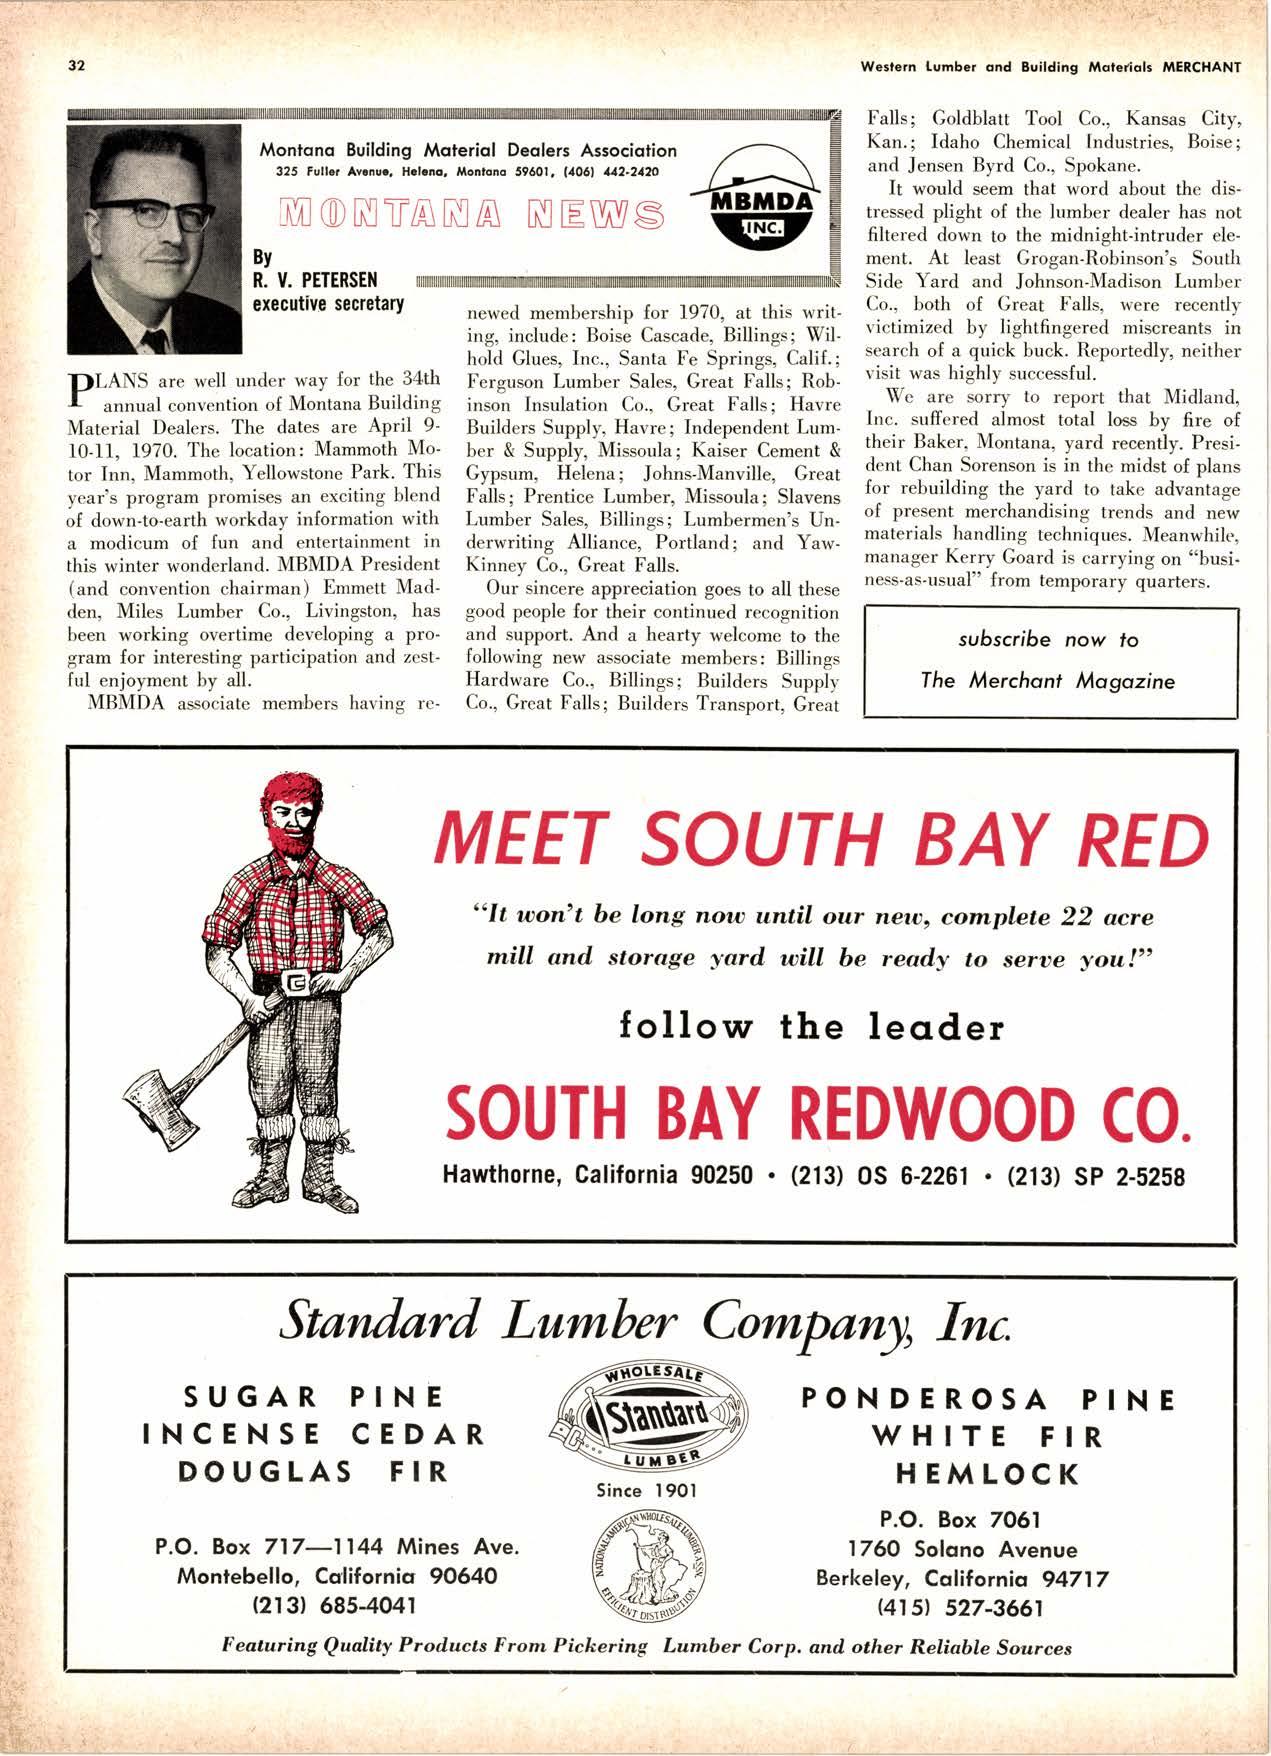 32
Western Lumber and Building Materials MERCHANT
Montana Building Material Dealers Association
325 Fuller Avenue, Helena, Montana 59601, (406) 442-2420
MONTANA NEWS
MBMDA
INC.
By
R. V. PETERSEN
executive secretary
PLANS are well under way for the 34th
annual convention of Montana Building
Material Dealers. The dates are April 9-
10-11, 1970. The location: Mammoth Mo-
tor Inn, Mammoth, Yellowstone Park. This
year's program promises an exciting blend
of down-to-earth workday information with
a modicum of fun and entertainment in
this winter wonderland. MBMDA President
(and convention chairman) Emmett Mad-
den, Miles Lumber Co., Livingston, has
been working overtime developing a pro-
gram for interesting participation and zest-
ful enjoyment by all.
MBMDA associate members having re-
newed membership for 1970, at this writ-
ing, include: Boise Cascade, Billings; Wil-
hold Glues, Inc., Santa Fe Springs, Calif.;
Ferguson Lumber Sales, Great Falls; Rob-
inson Insulation Co., Great Falls; Havre
Builders Supply, Havre; Independent Lum-
ber & Supply, Missoula; Kaiser Cement &
Gypsum, Helena; Johns-Manville, Great
Falls; Prentice Lumber, Missoula; Slavens
Lumber Sales, Billings; Lumbermen's Un-
derwriting Alliance, Portland; and Yaw-
Kinney Co., Great Falls.
Our sincere appreciation goes to all these
good people for their continued recognition
and support. And a hearty welcome to the
following new associate members: Billings
Hardware Co., Billings; Builders Supply
Co., Great Falls; Builders Transport, Great
Falls; Goldblatt Tool Co., Kansas City,
Kan.; Idaho Chemical Industries, Boise;
and Jensen Byrd Co., Spokane.
It would seem that word about the dis-
tressed plight of the lumber dealer has not
filtered down to the midnight-intruder ele-
ment. At least Grogan-Robinson's South
Side Yard and Johnson-Madison Lumber
Co., both of Great Falls, were recently
victimized by lightfingered miscreants in
search of a quick buck. Reportedly, neither
visit was highly successful.
We are sorry to report that Midland,
Inc. suffered almost total loss by fire of
their Baker, Montana, yard recently. Presi-
dent Chan Sorenson is in the midst of plans
for rebuilding the yard to take advantage
of present merchandising trends and new
materials handling techniques. Meanwhile,
manager Kerry Goard is carrying on "busi-
ness-as-usual" from temporary quarters.
subscribe now to
The Merchant Magazine
MEET SOUTH BAY RED
"It won't be long now until our new, complete 22 acre
mill and storage yard will be ready to serve you!"
follow the leader
SOUTH BAY REDWOOD CO.
Hawthorne, California 90250 • (213) OS 6-2261 • (213) SP 2-5258
Standard Lumber Company, Inc.
SUGAR PINE
INCENSE CEDAR
DOUGLAS FIR
P.O. Box 717—1144 Mines Ave.
Montebello, California 90640
(213) 685-4041
WHOLESALE
Standard
LUMBER
Since 1901
NATIONAL-AMERICAN WHOLESALE LUMBER ASSN.
EFFICIENT DISTRIBUTION
PONDEROSA PINE
WHITE FIR
HEMLOCK
P.O. Box 7061
1760 Solano Avenue
Berkeley, California 94717
(415) 527-3661
Featuring Quality Products From Pickering Lumber Corp. and other Reliable Sources